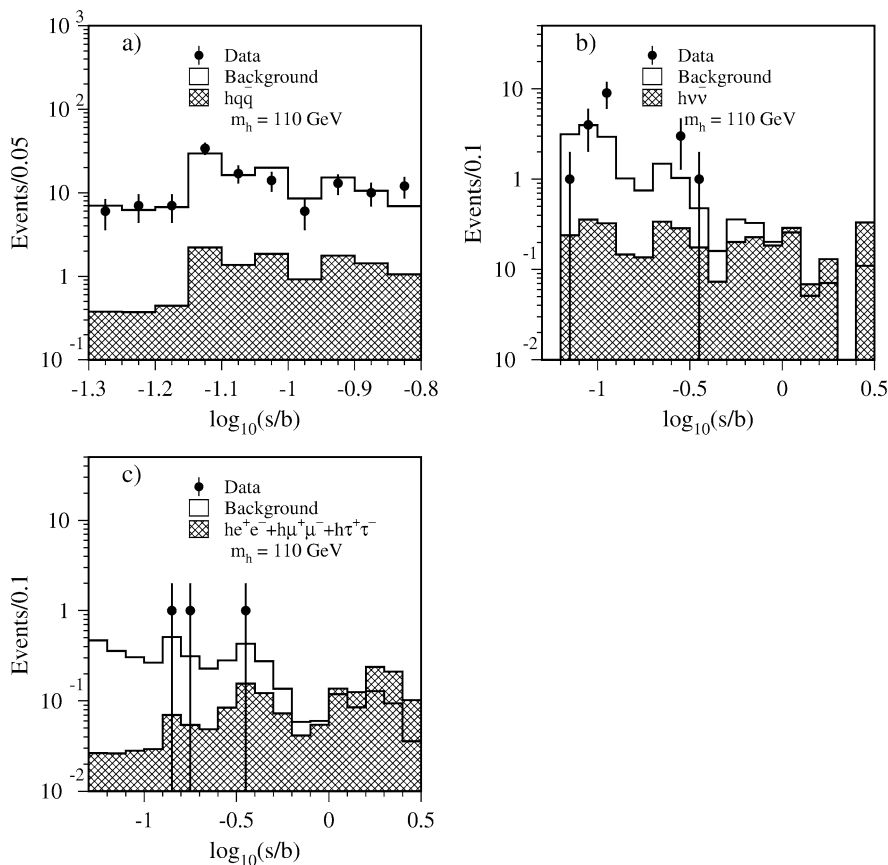 a)
Data
Background
hqq̄
m_h = 110 GeV
10^3
10^2
10
1
10^-1
Events/0.05
-1.3 -1.2 -1.1 -1 -0.9 -0.8
log_10(s/b)
b)
Data
Background
hνν̄
m_h = 110 GeV
10
1
10^-1
10^-2
Events/0.1
-1 -0.5 0 0.5
log_10(s/b)
c)
Data
Background
he^+e^-+hμ^+μ^-+hτ^+τ^-
m_h = 110 GeV
10
1
10^-1
10^-2
Events/0.1
-1 -0.5 0 0.5
log_10(s/b)